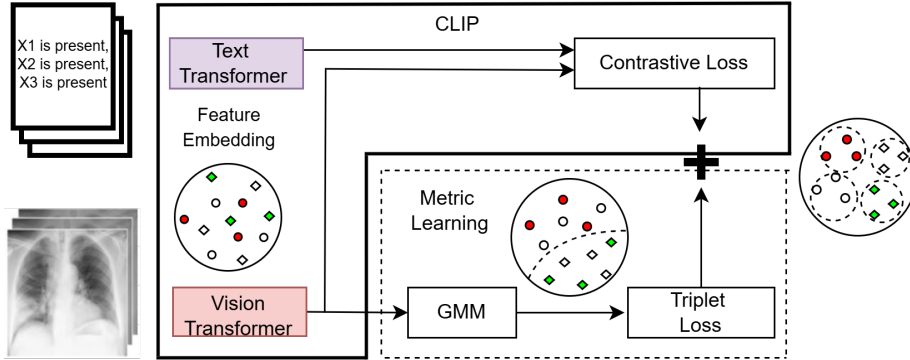 X1 is present,
X2 is present,
X3 is present
CLIP
Text
Transformer
Contrastive Loss
Feature
Embedding
Metric
Learning
Vision
Transformer
GMM
Triplet
Loss